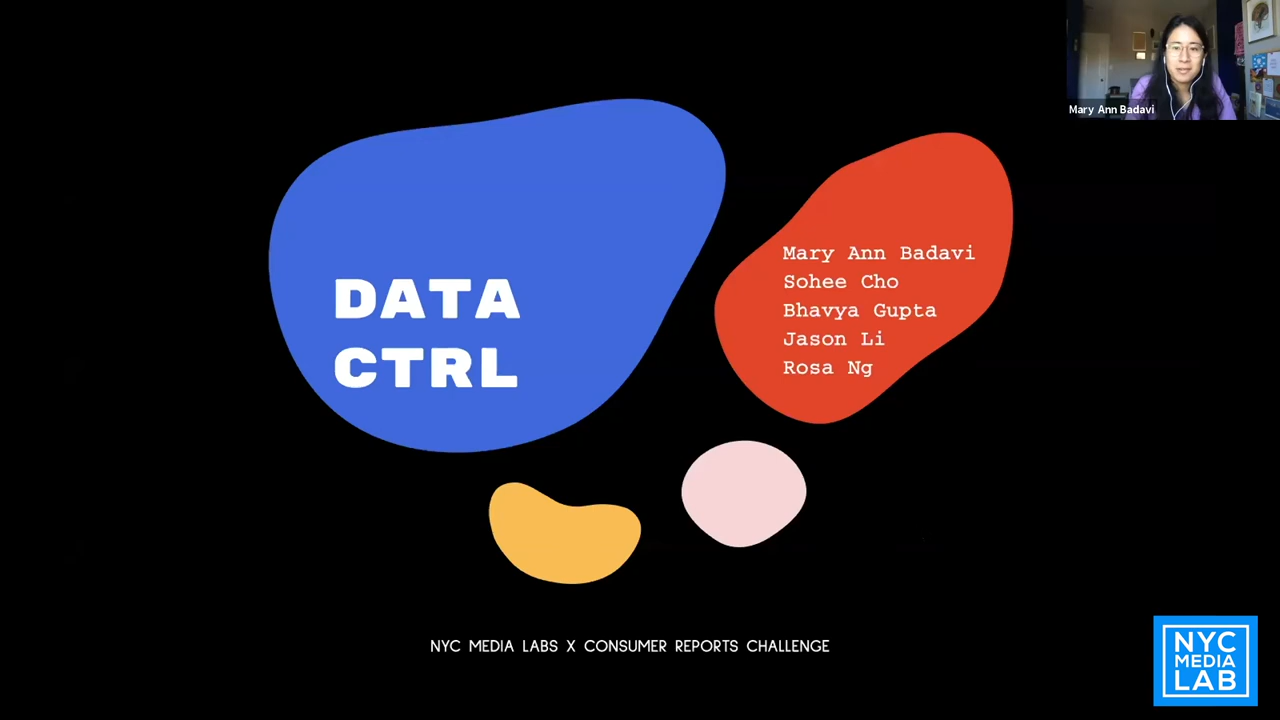 Mary Ann Badavi
DATA
CTRL
Mary Ann Badavi
Sohee Cho
Bhavya Gupta
Jason Li
Rosa Ng
NYC MEDIA LABS X CONSUMER REPORTS CHALLENGE
NYC
MEDIA
LAB